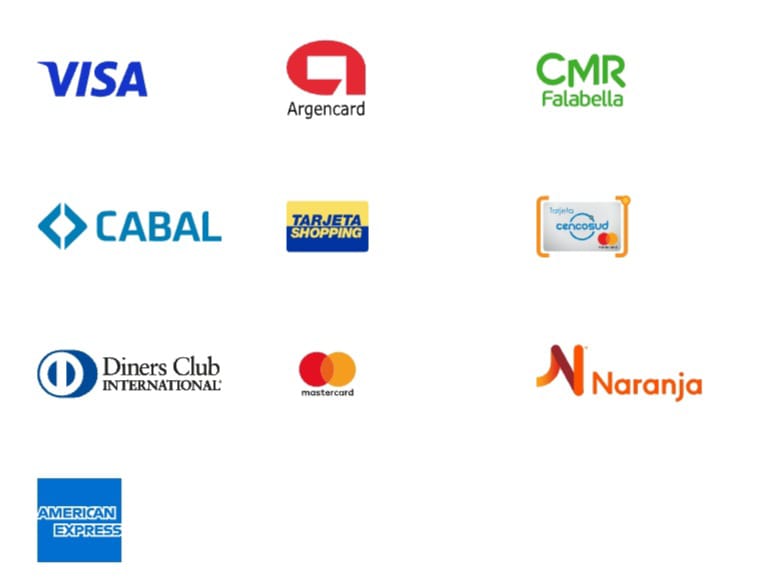 VISA
Argencard
CMR
Falabella
CABAL
TARJETA
SHOPPING
Tarjeta
cencosud
Diners Club
INTERNATIONAL
mastercard
Naranja
AMERICAN
EXPRESS